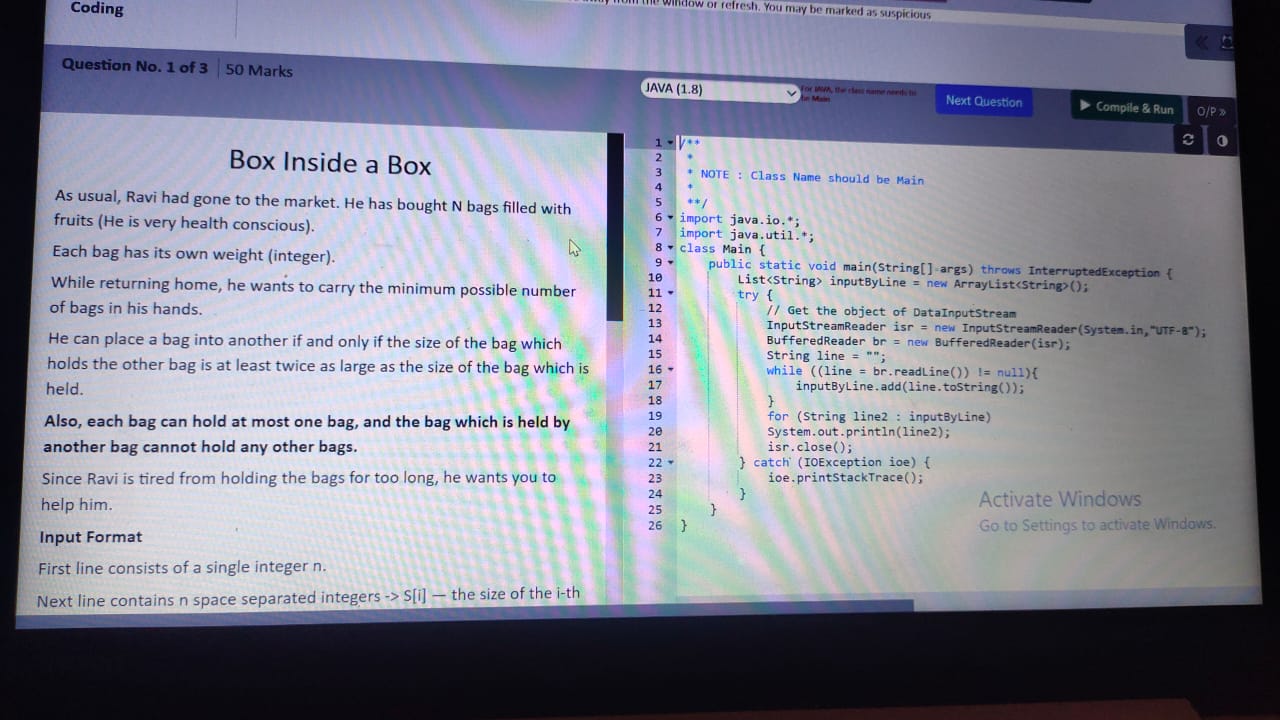 Coding
window or refresh. You may be marked as suspicious
Question No. 1 of 3
50 Marks
JAVA (1.8)
For JAVA, the class name needs to
be Main
Next Question
Compile & Run
O/P »
Box Inside a Box
As usual, Ravi had gone to the market. He has bought N bags filled with
fruits (He is very health conscious).
Each bag has its own weight (integer).
While returning home, he wants to carry the minimum possible number
of bags in his hands.
He can place a bag into another if and only if the size of the bag which
holds the other bag is at least twice as large as the size of the bag which is
held.
Also, each bag can hold at most one bag, and the bag which is held by
another bag cannot hold any other bags.
Since Ravi is tired from holding the bags for too long, he wants you to
help him.
Input Format
First line consists of a single integer n.
Next line contains n space separated integers -> S[i] — the size of the i-th
1 /**
2 *
3 * NOTE : Class Name should be Main
4 *
5 **/
6 import java.io.*;
7 import java.util.*;
8 class Main {
9 public static void main(String[] args) throws InterruptedException {
10 List<String> inputByLine = new ArrayList<String>();
11 try {
12 // Get the object of DataInputStream
13 InputStreamReader isr = new InputStreamReader(System.in,"UTF-8");
14 BufferedReader br = new BufferedReader(isr);
15 String line = "";
16 while ((line = br.readLine()) != null){
17 inputByLine.add(line.toString());
18 }
19 for (String line2 : inputByLine)
20 System.out.println(line2);
21 isr.close();
22 } catch (IOException ioe) {
23 ioe.printStackTrace();
24 }
25 }
26 }
Activate Windows
Go to Settings to activate Windows.